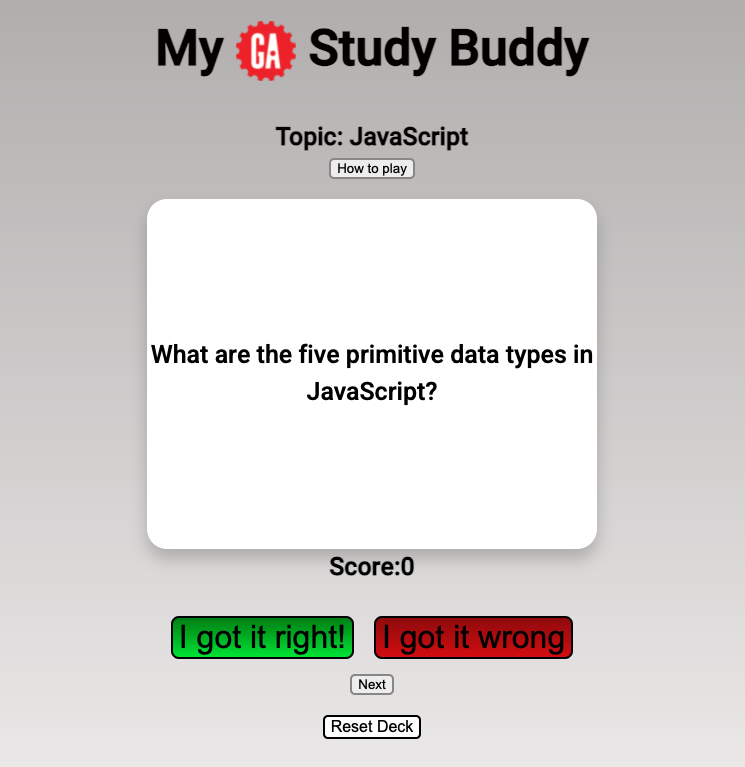 My GA Study Buddy
Topic: JavaScript
How to play
What are the five primitive data types in
JavaScript?
Score:0
I got it right! I got it wrong
Next
Reset Deck